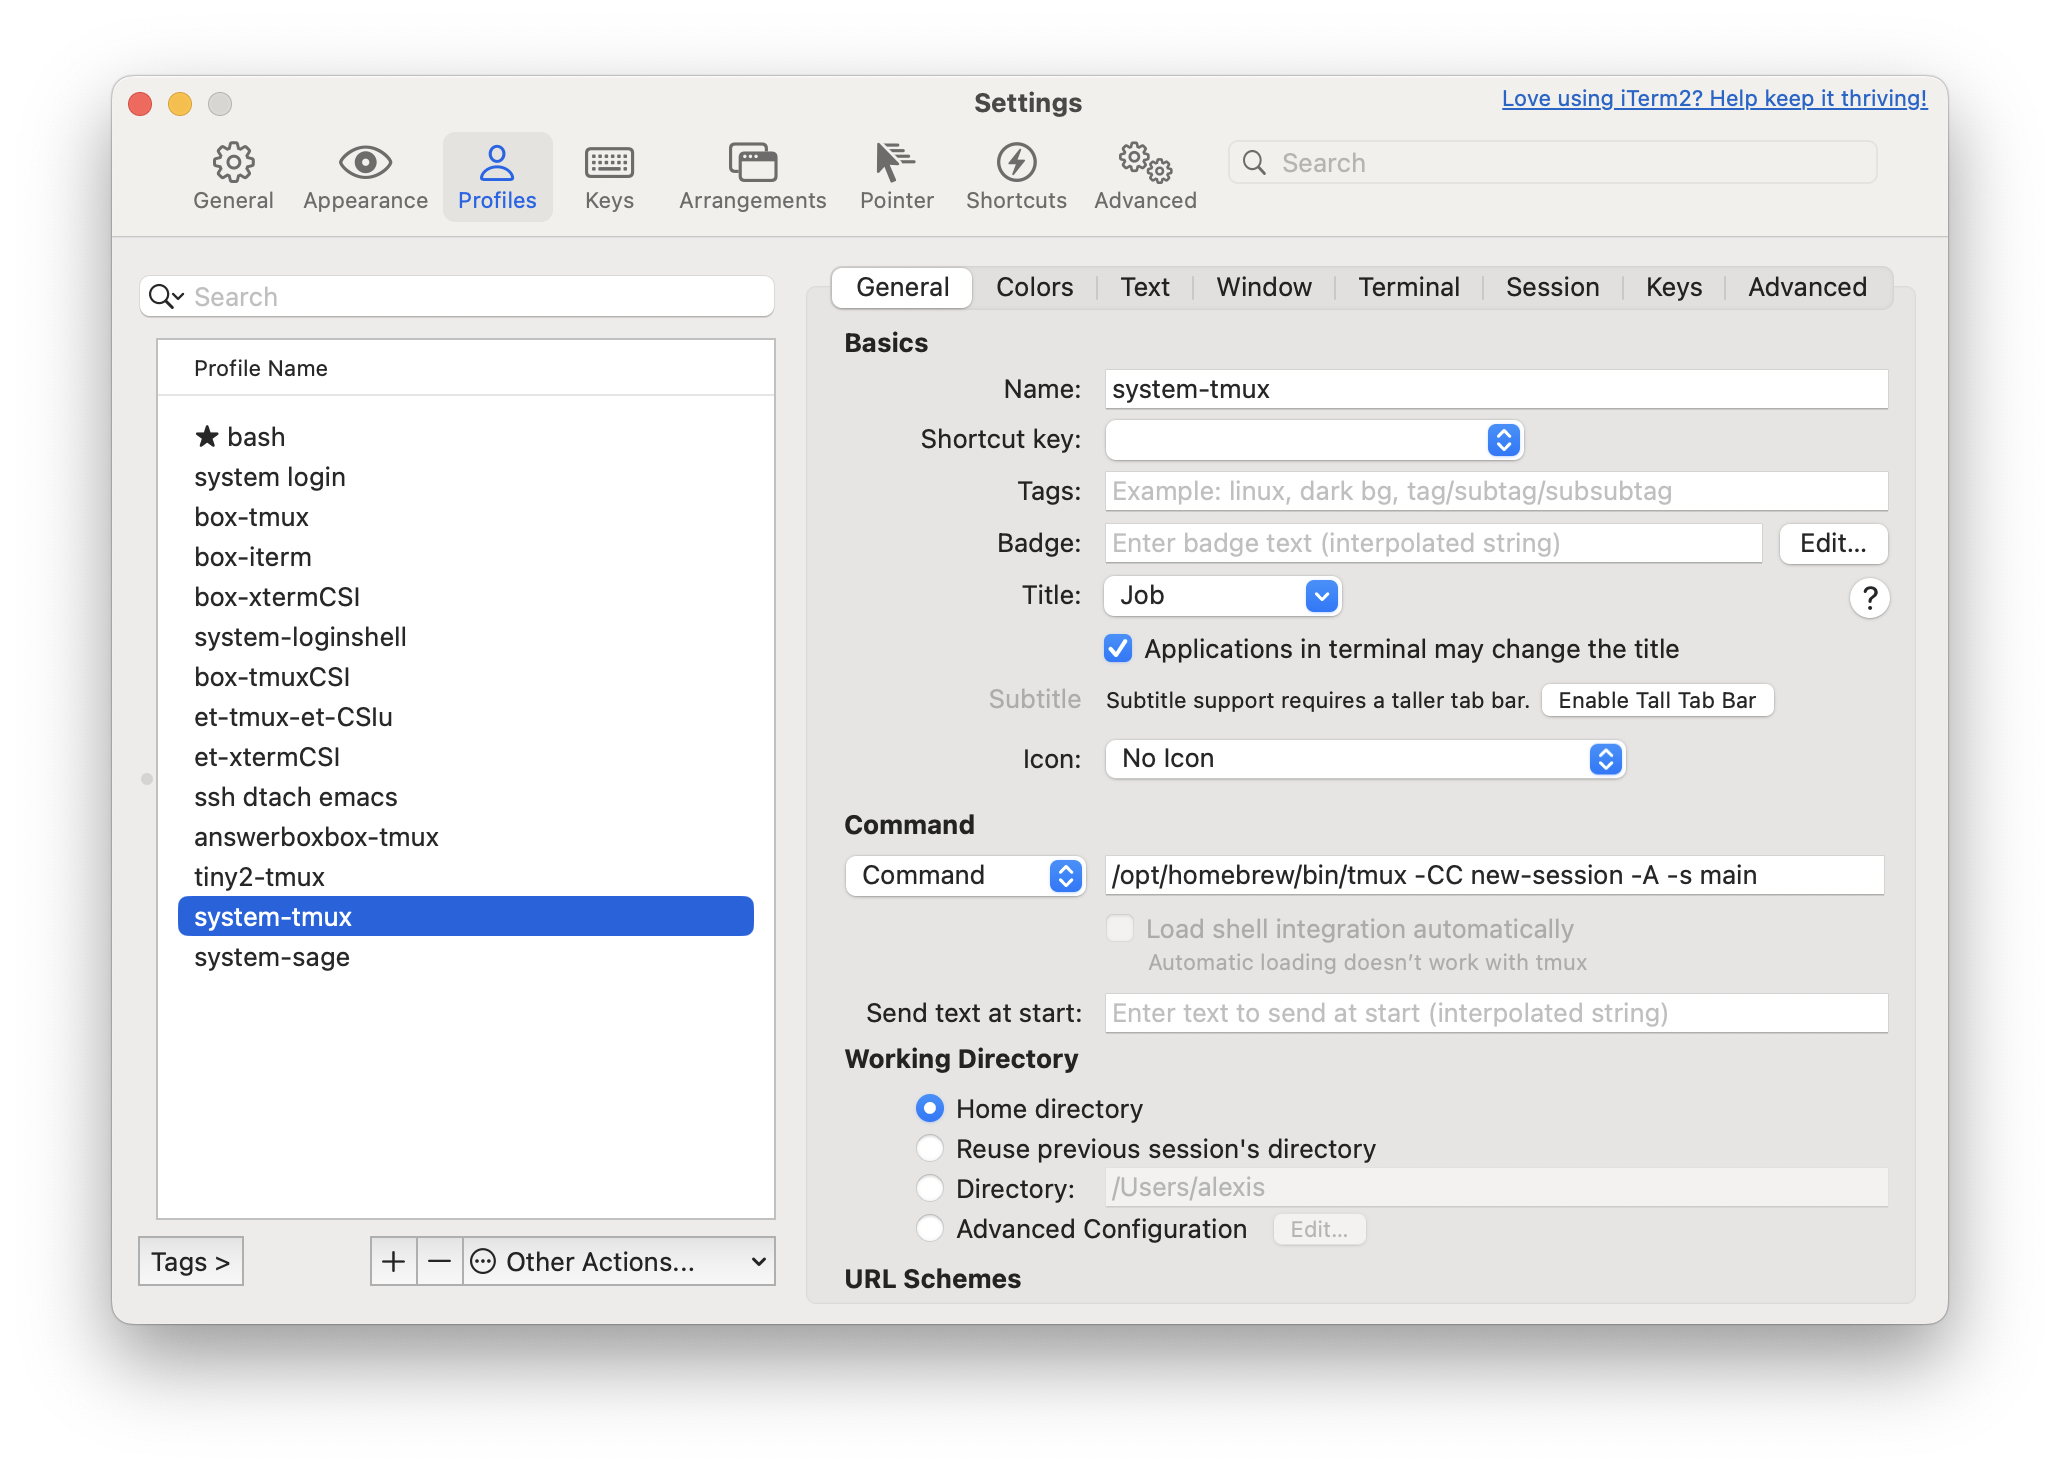 Settings
Love using iTerm2? Help keep it thriving!
General
Appearance
Profiles
Keys
Arrangements
Pointer
Shortcuts
Advanced
Search
Search
Profile Name
★ bash
system login
box-tmux
box-iterm
box-xtermCSI
system-loginshell
box-tmuxCSI
et-tmux-et-CSIu
et-xtermCSI
ssh dtach emacs
answerboxbox-tmux
tiny2-tmux
system-tmux
system-sage
Tags >
+
−
Other Actions...
General
Colors
Text
Window
Terminal
Session
Keys
Advanced
Basics
Name: system-tmux
Shortcut key:
Tags: Example: linux, dark bg, tag/subtag/subsubtag
Badge: Enter badge text (interpolated string) Edit...
Title: Job ?
Applications in terminal may change the title
Subtitle Subtitle support requires a taller tab bar. Enable Tall Tab Bar
Icon: No Icon
Command
Command /opt/homebrew/bin/tmux -CC new-session -A -s main
Load shell integration automatically
Automatic loading doesn't work with tmux
Send text at start: Enter text to send at start (interpolated string)
Working Directory
Home directory
Reuse previous session's directory
Directory: /Users/alexis
Advanced Configuration Edit...
URL Schemes